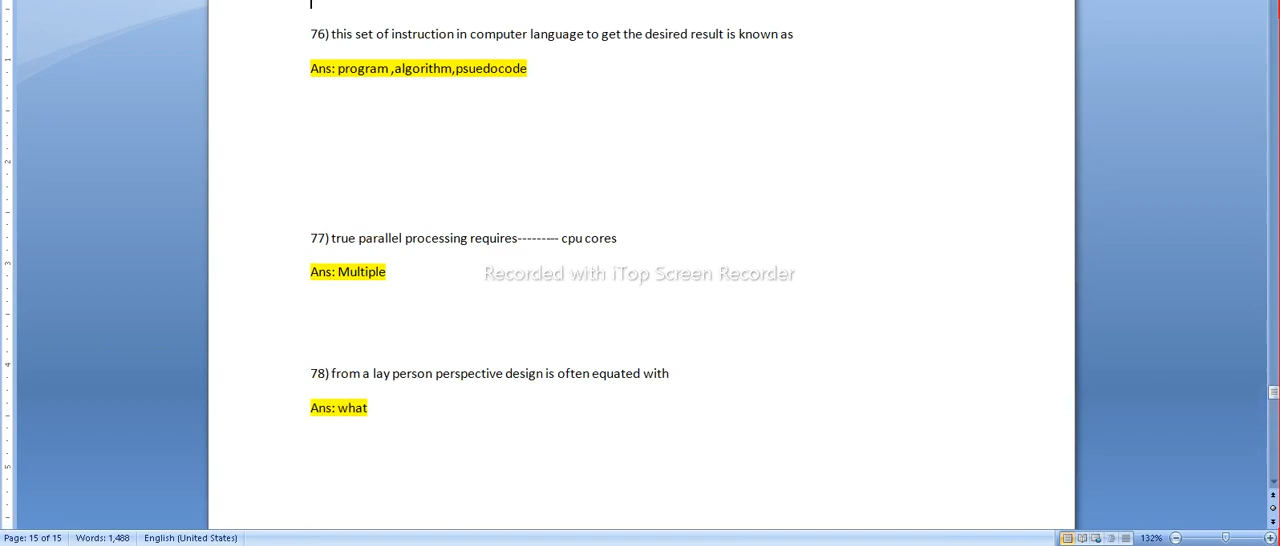 76) this set of instruction in computer language to get the desired result is known as
Ans: program ,algorithm,psuedocode
77) true parallel processing requires--------- cpu cores
Ans: Multiple
Recorded with iTop Screen Recorder
78) from a lay person perspective design is often equated with
Ans: what
Page: 15 of 15 Words: 1,488 English (United States) 132%